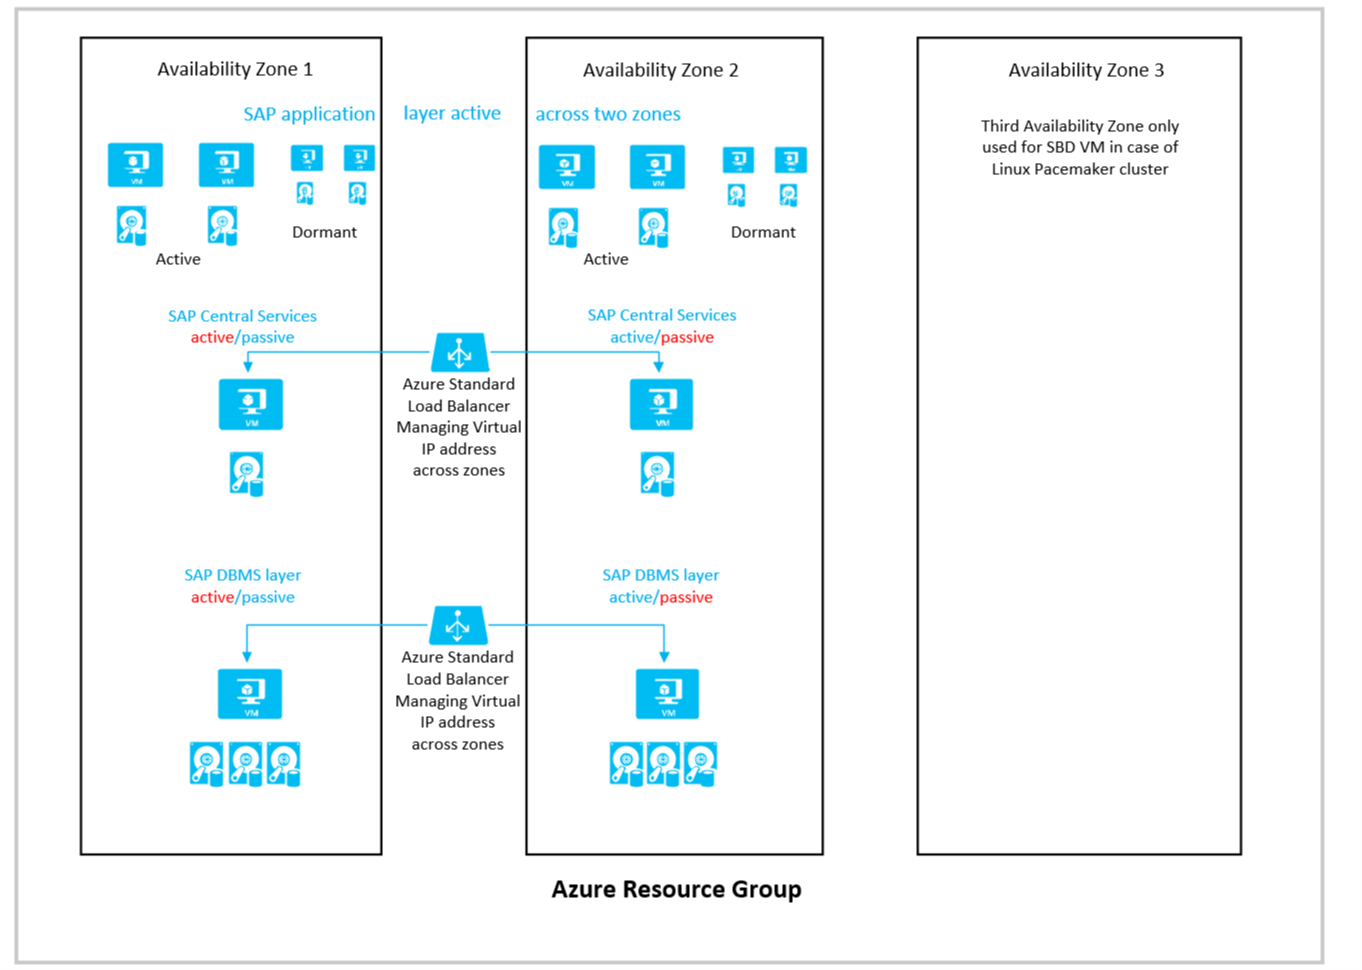 Availability Zone 1
Availability Zone 2
Availability Zone 3
SAP application layer active across two zones
Third Availability Zone only
used for SBD VM in case of
Linux Pacemaker cluster
VM
VM
VM
VM
Dormant
Active
Dormant
Active
SAP Central Services
active/passive
SAP Central Services
active/passive
VM
VM
Azure Standard
Load Balancer
Managing Virtual
IP address
across zones
SAP DBMS layer
active/passive
SAP DBMS layer
active/passive
VM
VM
Azure Standard
Load Balancer
Managing Virtual
IP address
across zones
Azure Resource Group